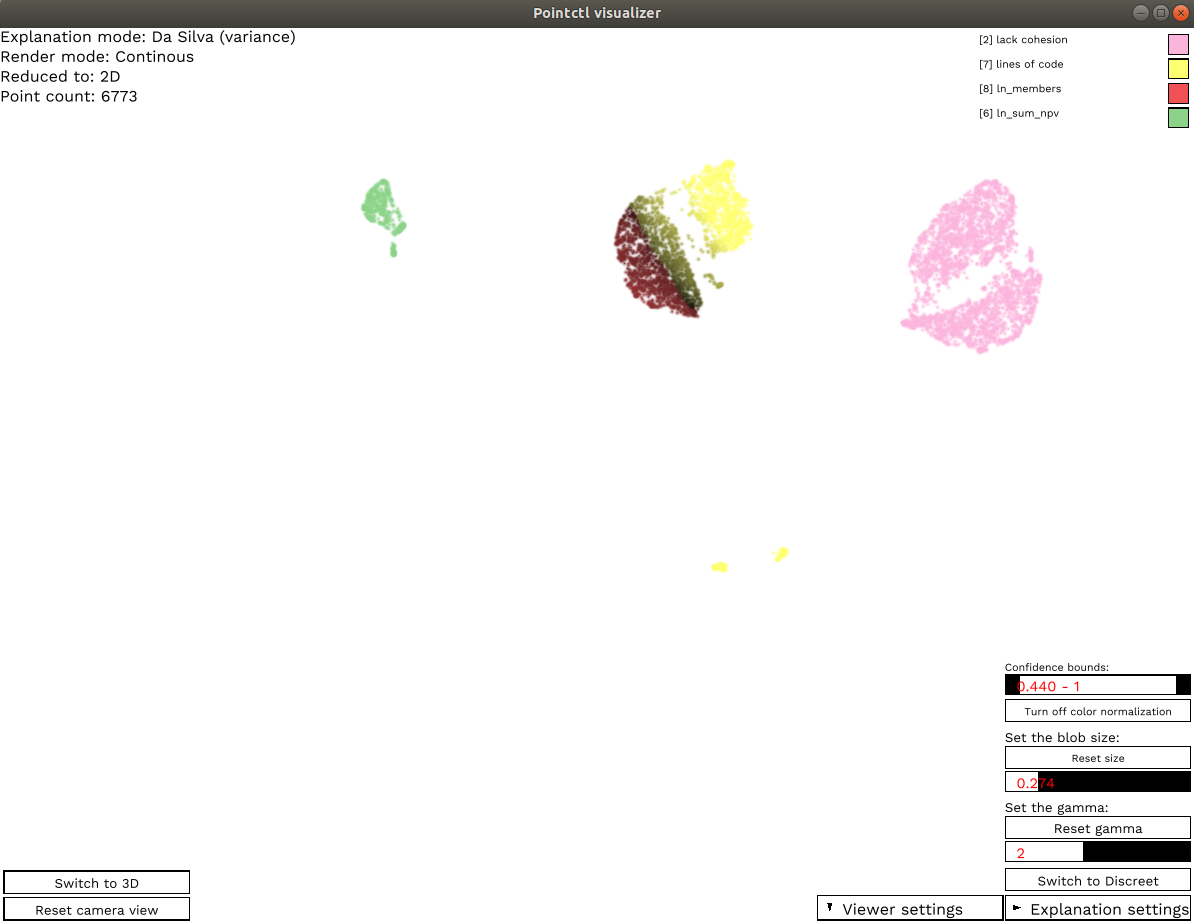 Pointctl visualizer
Explanation mode: Da Silva (variance)
Render mode: Continous
Reduced to: 2D
Point count: 6773
[2] lack cohesion
[7] lines of code
[8] ln_members
[6] ln_sum_npv
Confidence bounds:
0.440 - 1
Turn off color normalization
Set the blob size:
Reset size
0.274
Set the gamma:
Reset gamma
2
Switch to Discreet
Switch to 3D
Reset camera view
Viewer settings
Explanation settings